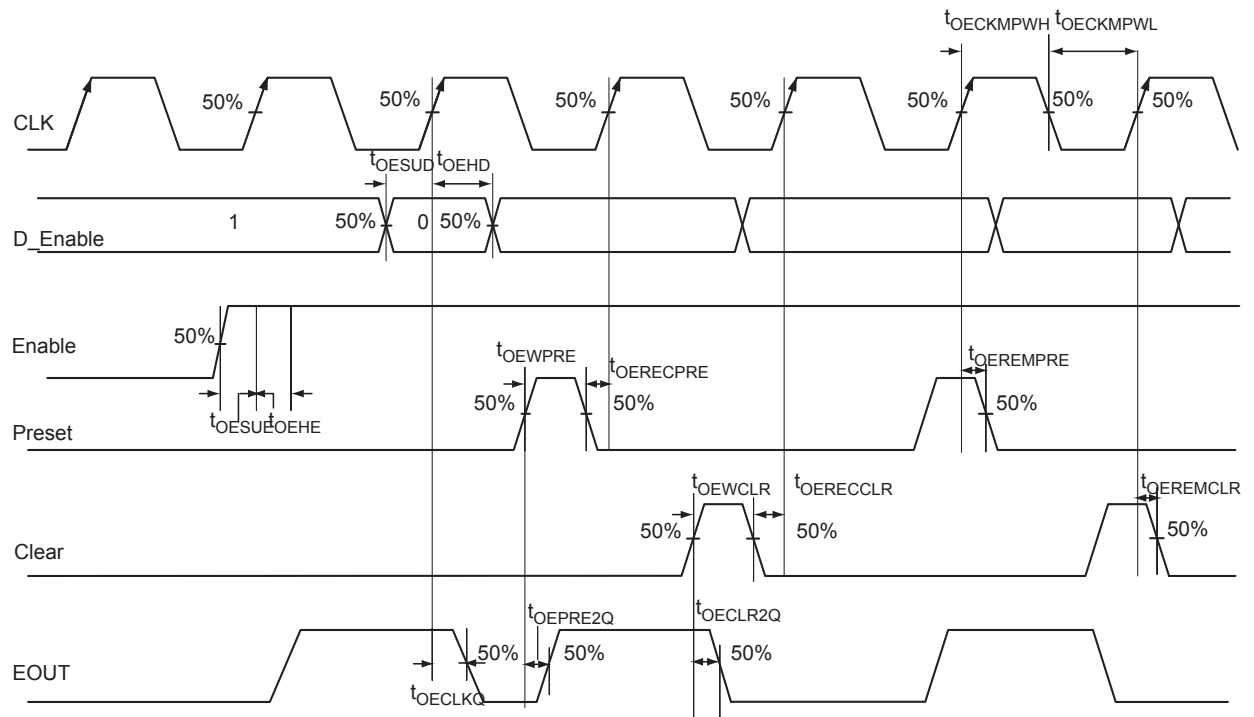 tOECKMPWH tOECKMPWL
50% 50% 50% 50% 50% 50% 50%
CLK
tOESUD tOEHD
1 50% 0 50%
D_Enable
50%
Enable
tOEWPRE tOERECPRE tOEREMPRE
tOESUE tOEHE
50% 50% 50%
Preset
tOEWCLR tOERECCLR tOEREMCLR
50% 50% 50%
Clear
tOEPRE2Q tOECLR2Q
50% 50% 50%
EOUT
tOECLKQ